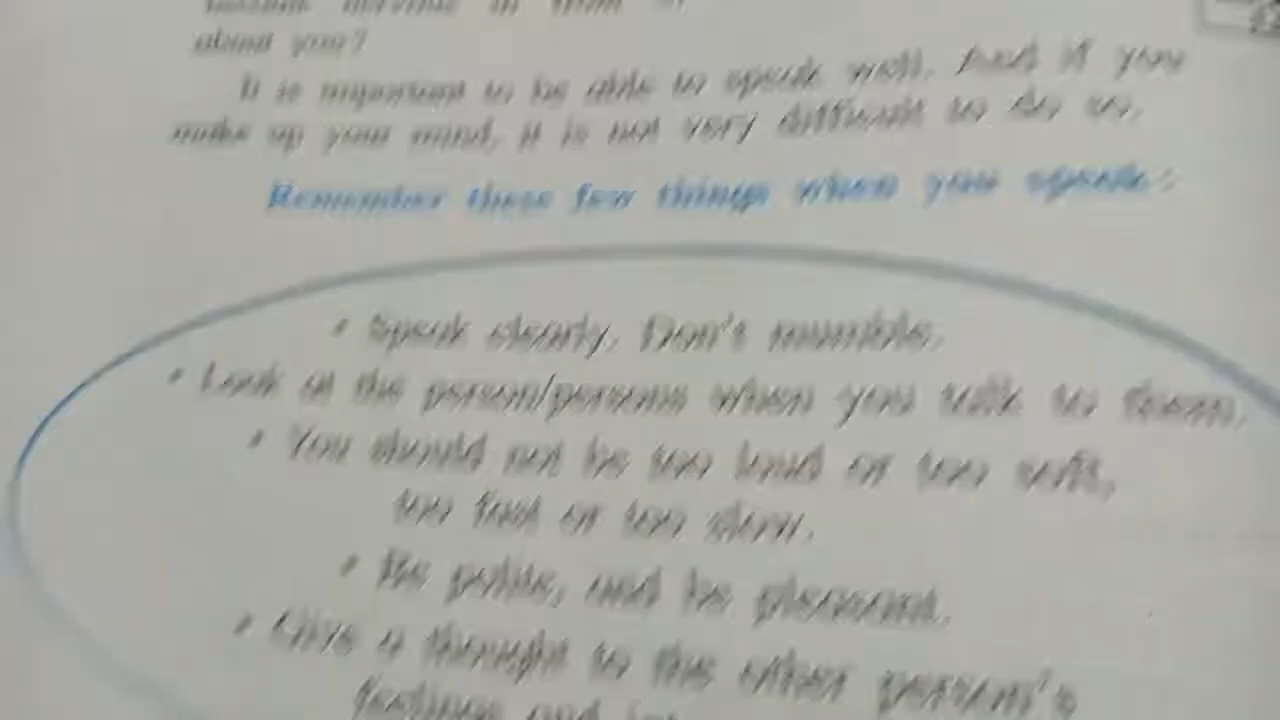 about you?
It is important to be able to speak well. And if you
make up your mind, it is not very difficult to do so.
Remember these few things when you speak:
• Speak clearly. Don't mumble.
• Look at the person/persons when you talk to them.
• You should not be too loud or too soft,
too fast or too slow.
• Be polite, and be pleasant.
• Give a thought to the other person's
feelings and